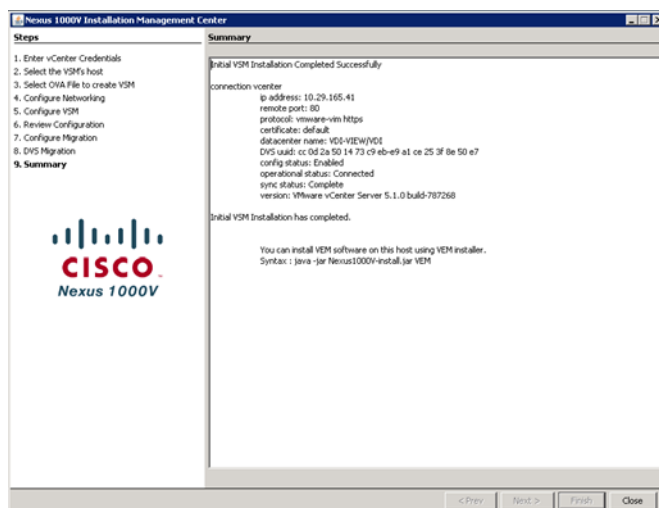 Nexus 1000V Installation Management Center
Steps
1. Enter vCenter Credentials
2. Select the VSM's host
3. Select OVA File to create VSM
4. Configure Networking
5. Configure VSM
6. Review Configuration
7. Configure Migration
8. DVS Migration
9. Summary
CISCO
Nexus 1000V
Summary
Initial VSM Installation Completed Successfully
connection vcenter
ip address: 10.29.165.41
remote port: 80
protocol: vmware-vim https
certificate: default
datacenter name: VDI-VIEW/VDI
DVS uuid: cc 0d 2a 50 14 73 c9 eb-e9 a1 ce 25 3f 8e 50 e7
config status: Enabled
operational status: Connected
sync status: Complete
version: VMware vCenter Server 5.1.0 build-787268
Initial VSM Installation has completed.
You can install VEM software on this host using VEM installer.
Syntax : java -jar Nexus1000V-install.jar VEM
< Prev Next > Finish Close